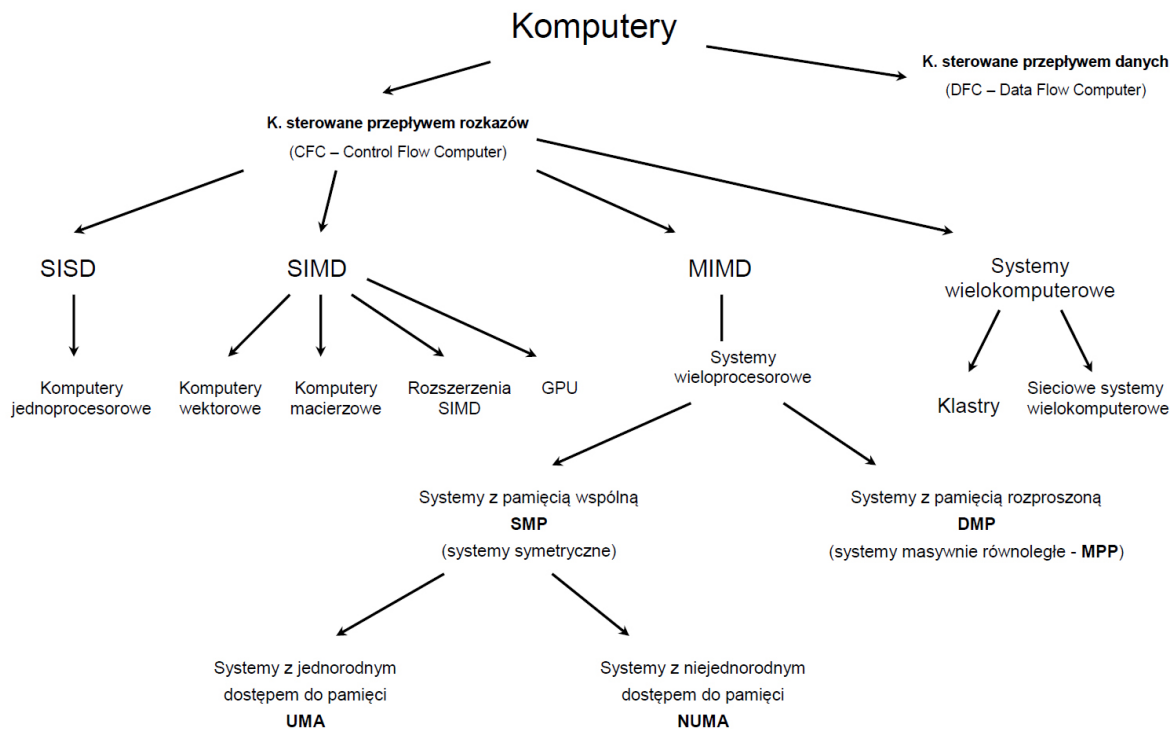 Komputery
K. sterowane przepływem danych
(DFC – Data Flow Computer)
K. sterowane przepływem rozkazów
(CFC – Control Flow Computer)
SISD
SIMD
MIMD
Systemy
wielokomputerowe
Komputery
jednoprocesorowe
Komputery
wektorowe
Komputery
macierzowe
Rozszerzenia
SIMD
GPU
Systemy
wieloprocesorowe
Klastry
Sieciowe systemy
wielokomputerowe
Systemy z pamięcią wspólną
SMP
(systemy symetryczne)
Systemy z pamięcią rozproszoną
DMP
(systemy masywnie równoległe - MPP)
Systemy z jednorodnym
dostępem do pamięci
UMA
Systemy z niejednorodnym
dostępem do pamięci
NUMA